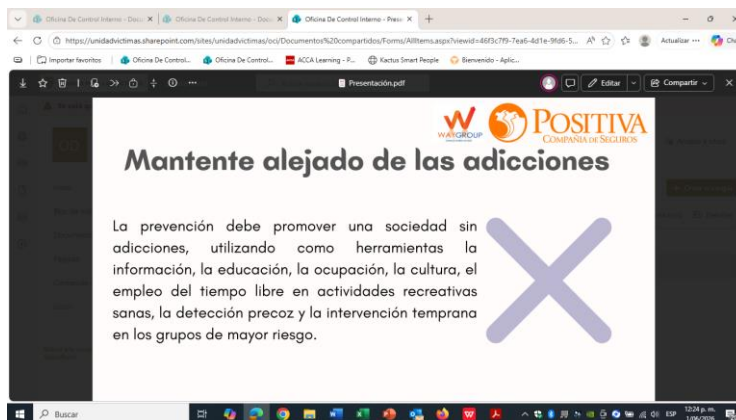 Oficina De Control Interno - Docu
Oficina De Control Interno - Docu
Oficina De Control Interno - Prese
https://unidadvictimas.sharepoint.com/sites/unidadvictimas/oci/Documentos%20compartidos/Forms/AllItems.aspx?viewid=46f3c7f9-7ea6-4d1e-9fd6-5...
Actualizar
Importar favoritos
Oficina De Control...
Oficina De Control...
ACCA Learning - P...
Kactus Smart People
Bienvenido - Aplic...
Presentación.pdf
Editar
Compartir
POSITIVA
COMPAÑIA DE SEGUROS
Mantente alejado de las adicciones
La prevención debe promover una sociedad sin
adicciones, utilizando como herramientas la
información, la educación, la ocupación, la cultura, el
empleo del tiempo libre en actividades recreativas
sanas, la detección precoz y la intervención temprana
en los grupos de mayor riesgo.
Buscar
ESP
12:24 p. m.
1/06/2026